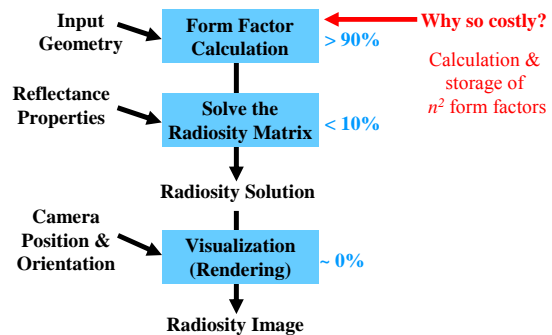 Input
Geometry
Form Factor
Calculation
> 90%
Why so costly?
Calculation &
storage of
n² form factors
Reflectance
Properties
Solve the
Radiosity Matrix
< 10%
Radiosity Solution
Camera
Position &
Orientation
Visualization
(Rendering)
~ 0%
Radiosity Image